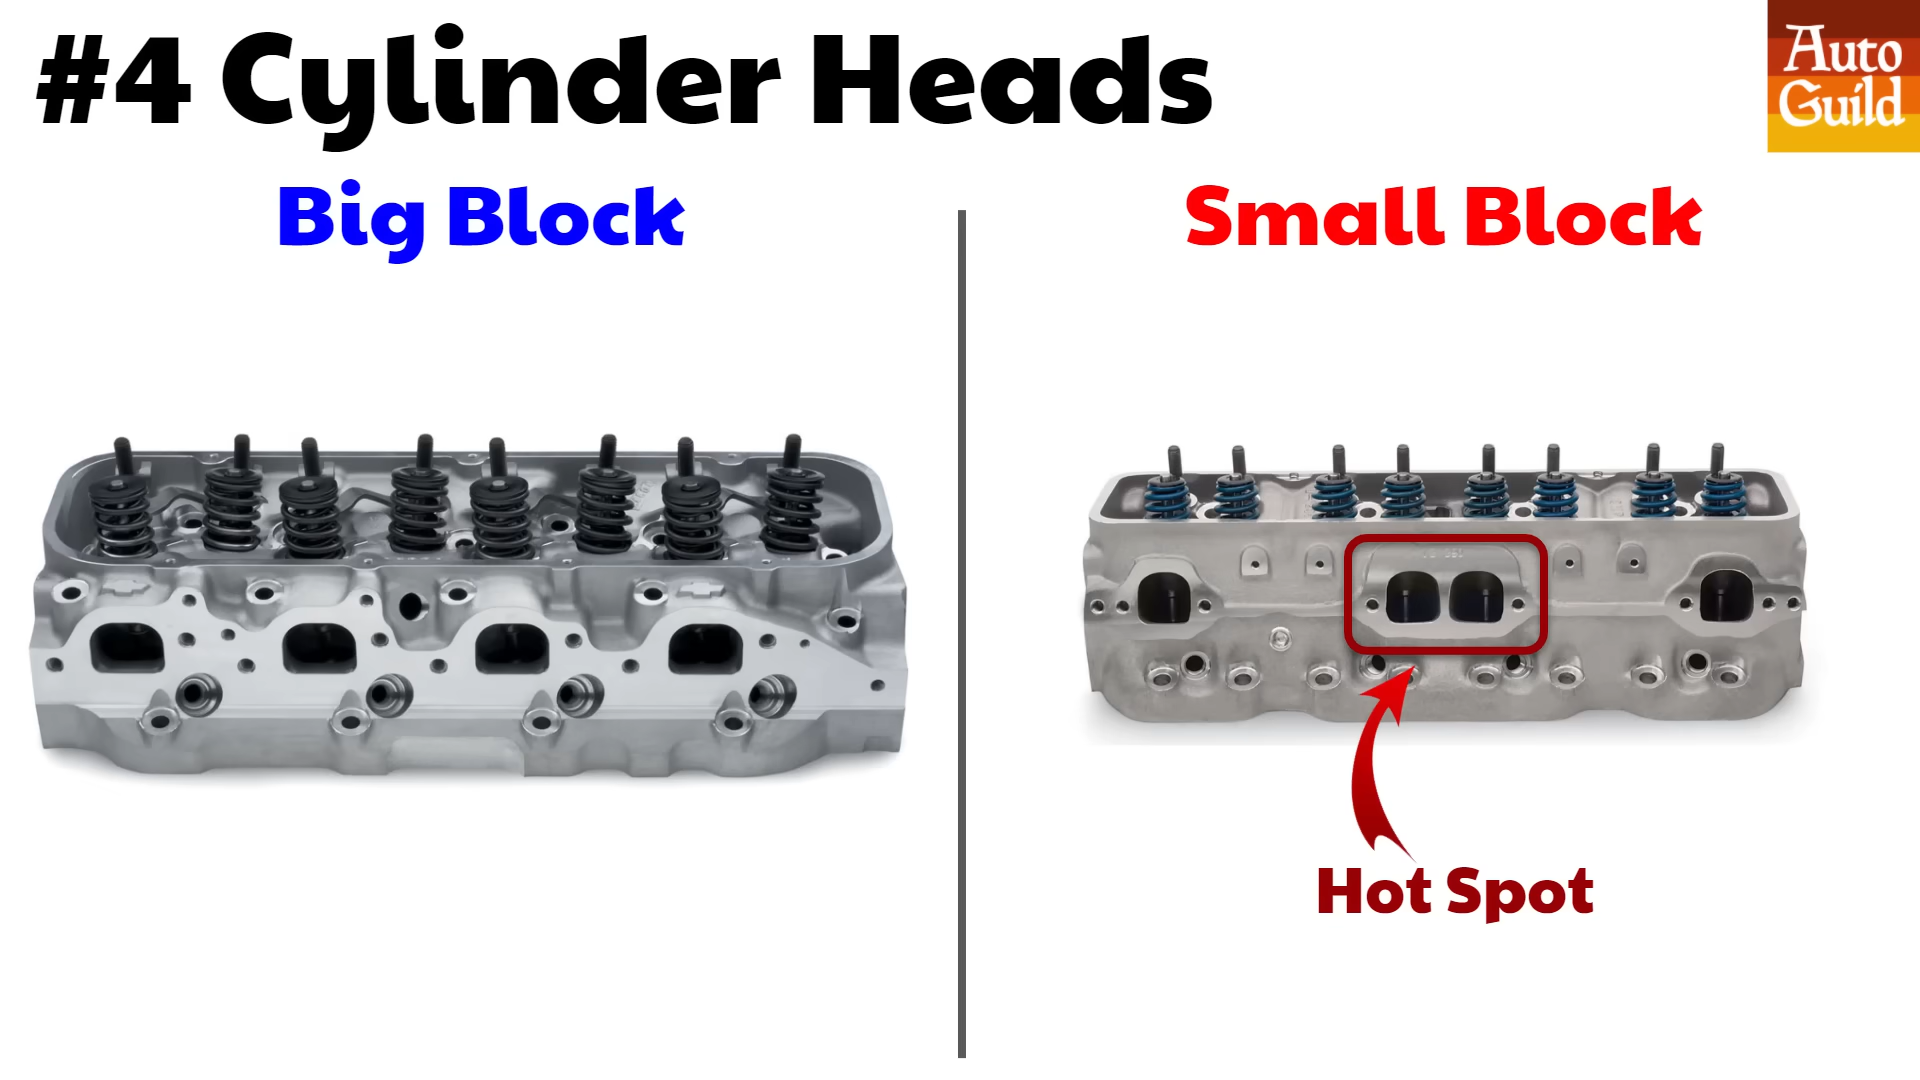 #4 Cylinder Heads
Auto
Guild
Big Block
Small Block
Hot Spot